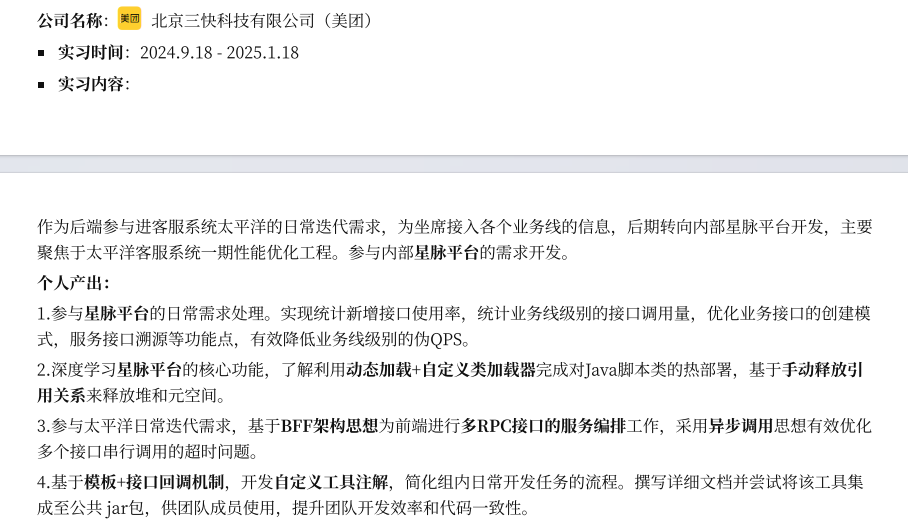 公司名称：美团 北京三快科技有限公司（美团）
实习时间：2024.9.18 - 2025.1.18
实习内容：
作为后端参与进客服系统太平洋的日常迭代需求，为坐席接入各个业务线的信息，后期转向内部星脉平台开发，主要
聚焦于太平洋客服系统一期性能优化工程。参与内部星脉平台的需求开发。
个人产出：
1.参与星脉平台的日常需求处理。实现统计新增接口使用率，统计业务线级别的接口调用量，优化业务接口的创建模
式，服务接口溯源等功能点，有效降低业务线级别的伪QPS。
2.深度学习星脉平台的核心功能，了解利用动态加载+自定义类加载器完成对Java脚本类的热部署，基于手动释放引
用关系来释放堆和元空间。
3.参与太平洋日常迭代需求，基于BFF架构思想为前端进行多RPC接口的服务编排工作，采用异步调用思想有效优化
多个接口串行调用的超时问题。
4.基于模板+接口回调机制，开发自定义工具注解，简化组内日常开发任务的流程。撰写详细文档并尝试将该工具集
成至公共 jar包，供团队成员使用，提升团队开发效率和代码一致性。